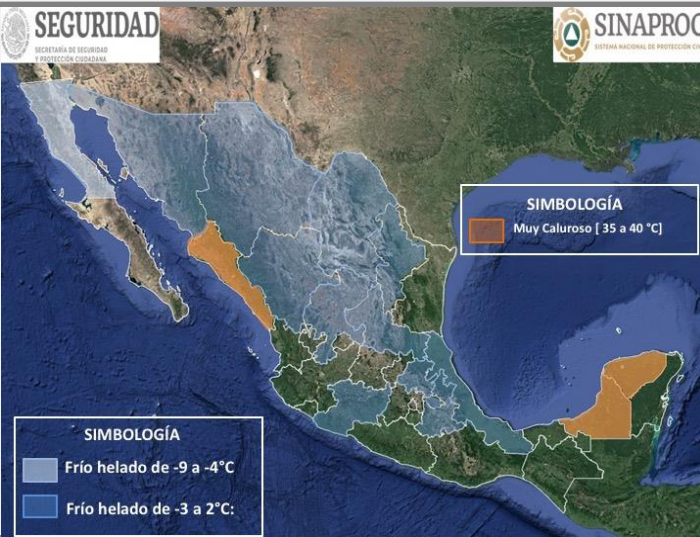 SEGURIDAD
SECRETARÍA DE SEGURIDAD
Y PROTECCIÓN CIUDADANA
SINAPROC
SISTEMA NACIONAL DE PROTECCIÓN CIV
SIMBOLOGÍA
Muy Caluroso [ 35 a 40 °C]
SIMBOLOGÍA
Frío helado de -9 a -4°C
Frío helado de -3 a 2°C: